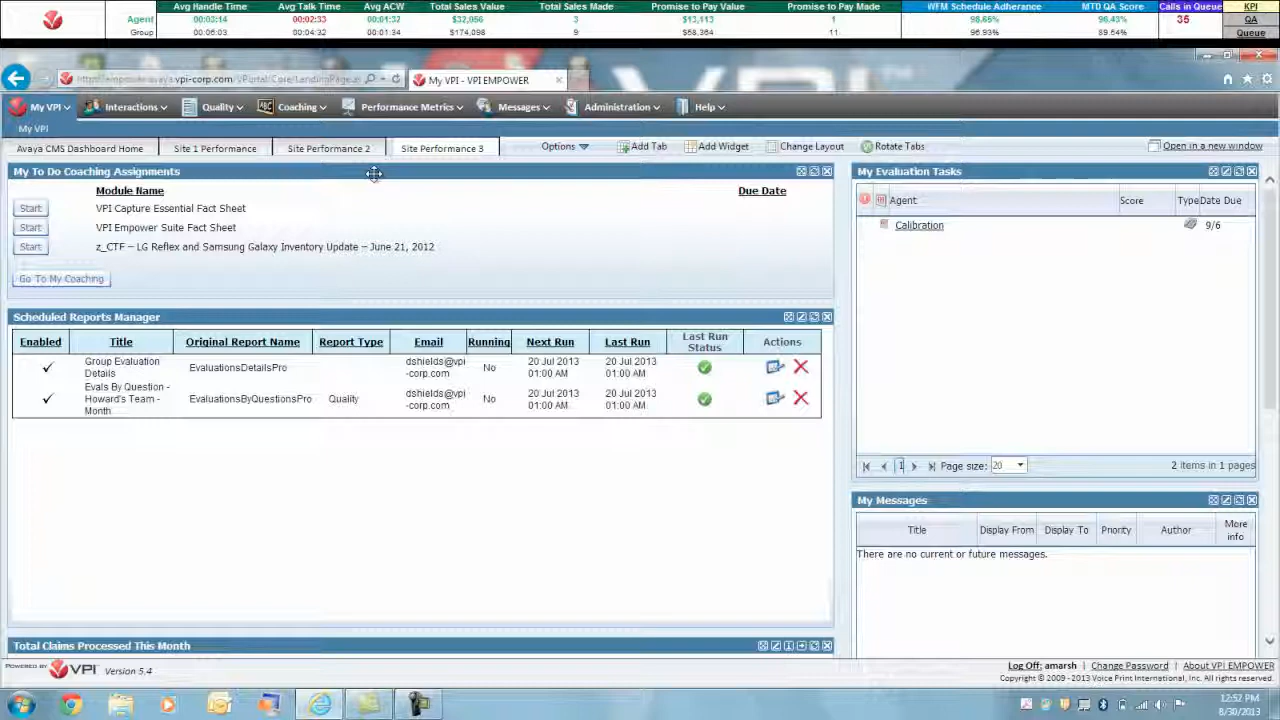 Avg Handle Time Avg Talk Time Avg ACW Total Sales Value Total Sales Made Promise to Pay Value Promise to Pay Made WFM Schedule Adherance MTD QA Score Calls in Queue KPI
Agent 00:03:14 00:02:33 00:01:32 $32,056 3 $13,113 1 98.65% 96.43% 35 QA
Group 00:06:03 00:04:32 00:01:34 $174,098 9 $58,364 11 96.93% 89.64% Queue
My VPI - VPI EMPOWER
My VPI Interactions Quality Coaching Performance Metrics Messages Administration Help
My VPI
Avaya CMS Dashboard Home Site 1 Performance Site Performance 2 Site Performance 3 Options Add Tab Add Widget Change Layout Rotate Tabs Open in a new window
My To Do Coaching Assignments
Module Name Due Date
Start VPI Capture Essential Fact Sheet
Start VPI Empower Suite Fact Sheet
Start z_CTF – LG Reflex and Samsung Galaxy Inventory Update – June 21, 2012
Go To My Coaching
Scheduled Reports Manager
Enabled Title Original Report Name Report Type Email Running Next Run Last Run Last Run Status Actions
Group Evaluation Details EvaluationsDetailsPro dshields@vpi-corp.com No 20 Jul 2013 01:00 AM 20 Jul 2013 01:00 AM
Evals By Question - Howard's Team - Month EvaluationsByQuestionsPro Quality dshields@vpi-corp.com No 20 Jul 2013 01:00 AM 20 Jul 2013 01:00 AM
Total Claims Processed This Month
My Evaluation Tasks
Agent Score Type Date Due
Calibration 9/6
1 Page size: 20 2 items in 1 pages
My Messages
Title Display From Display To Priority Author More info
There are no current or future messages.
POWERED BY VPI Version 5.4
Log Off: amarsh | Change Password | About VPI EMPOWER
Copyright © 2009 - 2013 Voice Print International, Inc. All rights reserved.
12:52 PM
8/30/2013